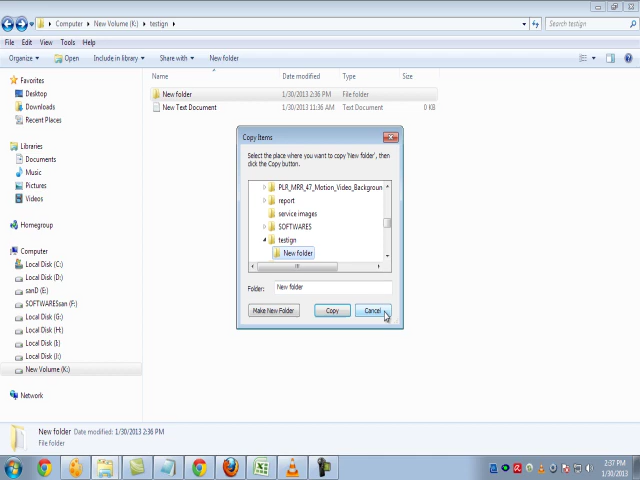 Computer ▸ New Volume (K:) ▸ testign ▸
Search testign
File Edit View Tools Help
Organize Open Include in library Share with New folder
Name Date modified Type Size
Favorites
Desktop
Downloads
Recent Places
Libraries
Documents
Music
Pictures
Videos
Homegroup
Computer
Local Disk (C:)
Local Disk (D:)
sanD (E:)
SOFTWARESsan (F:)
Local Disk (G:)
Local Disk (H:)
Local Disk (I:)
Local Disk (J:)
New Volume (K:)
Network
New folder 1/30/2013 2:36 PM File folder
New Text Document 1/30/2013 11:36 AM Text Document 0 KB
Copy Items
Select the place where you want to copy 'New folder', then
click the Copy button.
PLR_MRR_47_Motion_Video_Backgroun
report
service images
SOFTWARES
testign
New folder
Folder: New folder
Make New Folder Copy Cancel
New folder Date modified: 1/30/2013 2:36 PM
File folder
2:37 PM
1/30/2013